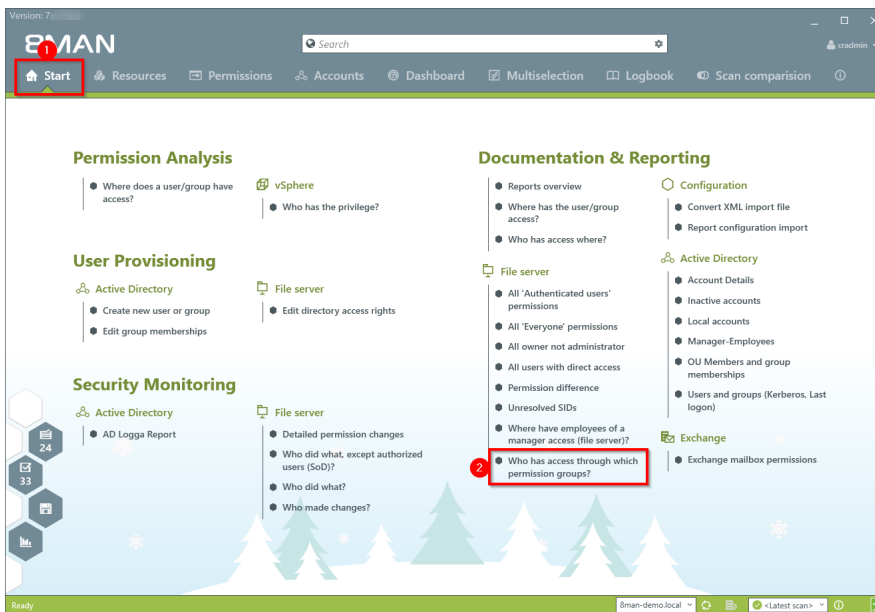 Version: 7
8MAN
Search
cradmin
1
Start
Resources
Permissions
Accounts
Dashboard
Multiselection
Logbook
Scan comparision
Permission Analysis
Where does a user/group have
access?
vSphere
Who has the privilege?
User Provisioning
Active Directory
Create new user or group
Edit group memberships
File server
Edit directory access rights
Security Monitoring
Active Directory
AD Logga Report
File server
Detailed permission changes
Who did what, except authorized
users (SoD)?
Who did what?
Who made changes?
24
33
Documentation & Reporting
Reports overview
Where has the user/group
access?
Who has access where?
File server
All 'Authenticated users'
permissions
All 'Everyone' permissions
All owner not administrator
All users with direct access
Permission difference
Unresolved SIDs
Where have employees of a
manager access (file server)?
2
Who has access through which
permission groups?
Configuration
Convert XML import file
Report configuration import
Active Directory
Account Details
Inactive accounts
Local accounts
Manager-Employees
OU Members and group
memberships
Users and groups (Kerberos, Last
logon)
Exchange
Exchange mailbox permissions
Ready
8man-demo.local
<Latest scan>